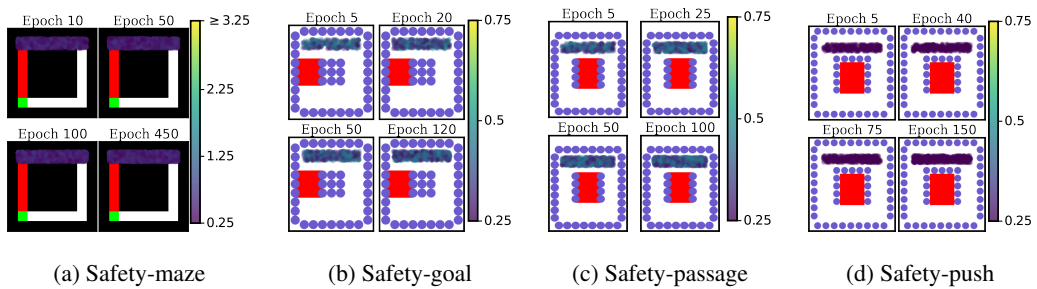 Epoch 10 Epoch 50
Epoch 100 Epoch 450
≥ 3.25
2.25
1.25
0.25
(a) Safety-maze
Epoch 5 Epoch 20
Epoch 50 Epoch 120
0.75
0.5
0.25
(b) Safety-goal
Epoch 5 Epoch 25
Epoch 50 Epoch 100
0.75
0.5
0.25
(c) Safety-passage
Epoch 5 Epoch 40
Epoch 75 Epoch 150
0.75
0.5
0.25
(d) Safety-push